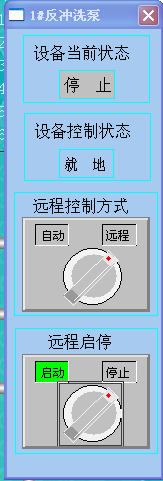 1#反冲洗泵
设备当前状态
停 止
设备控制状态
就 地
远程控制方式
自动 远程
远程启停
启动 停止